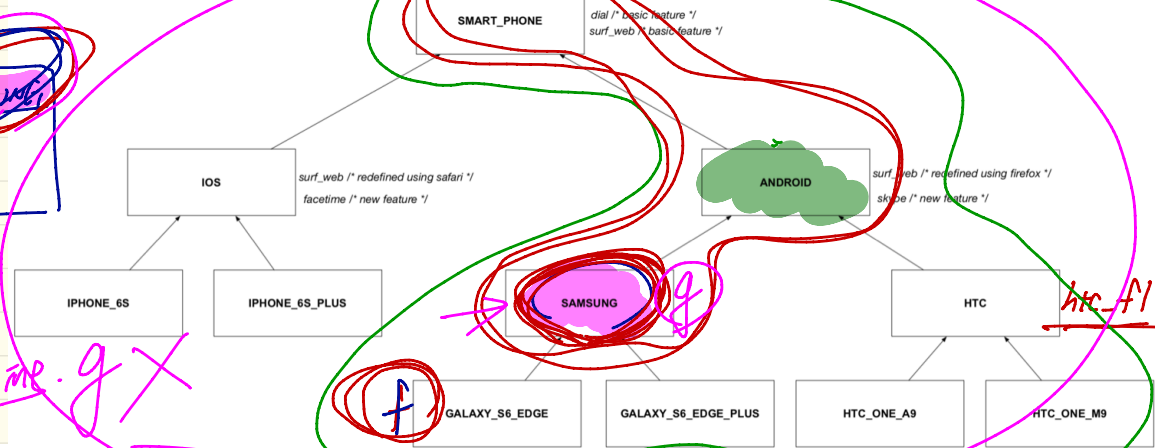 SMART_PHONE
dial /* basic feature */
surf_web /* basic feature */
IOS
surf_web /* redefined using safari */
facetime /* new feature */
ANDROID
surf_web /* redefined using firefox */
skype /* new feature */
IPHONE_6S
IPHONE_6S_PLUS
SAMSUNG
g
HTC
htc_f1
me.g
f
GALAXY_S6_EDGE
GALAXY_S6_EDGE_PLUS
HTC_ONE_A9
HTC_ONE_M9